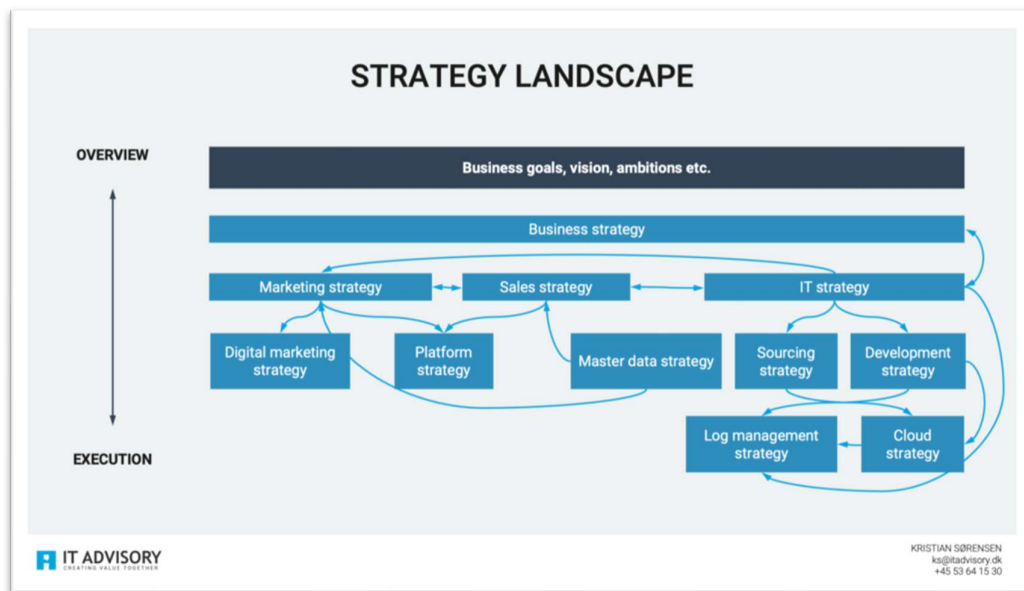 STRATEGY LANDSCAPE
OVERVIEW
Business goals, vision, ambitions etc.
Business strategy
Marketing strategy
Sales strategy
IT strategy
Digital marketing
strategy
Platform
strategy
Master data strategy
Sourcing
strategy
Development
strategy
Log management
strategy
Cloud
strategy
EXECUTION
IT ADVISORY
CREATING VALUE TOGETHER
KRISTIAN SØRENSEN
ks@itadvisory.dk
+45 53 64 15 30